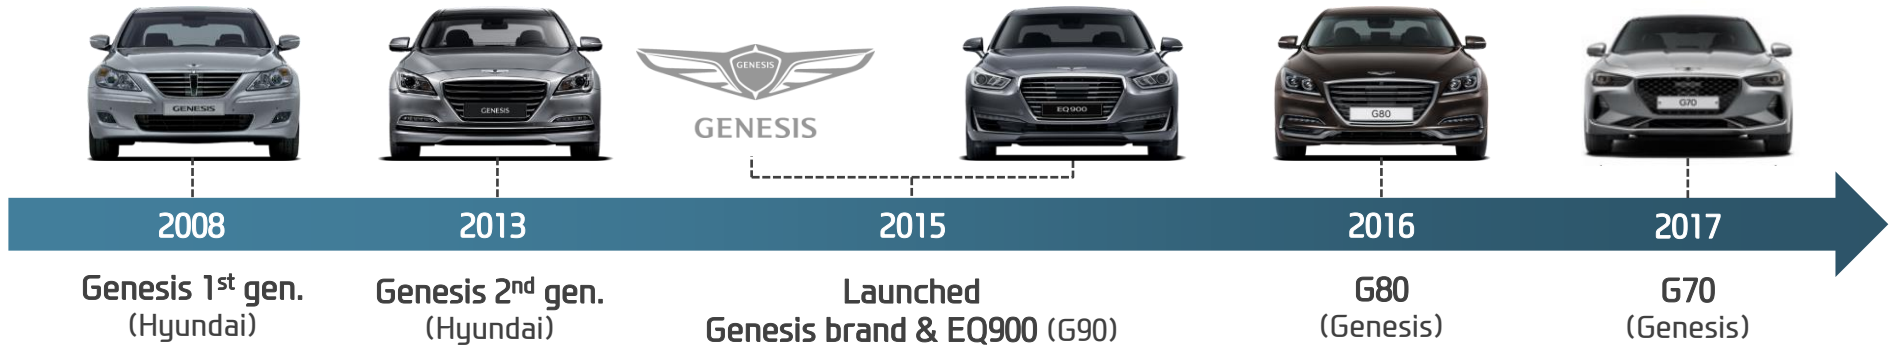 GENESIS
GENESIS
GENESIS
GENESIS
EQ900
G80
G70
2008
2013
2015
2016
2017
Genesis 1st gen.
(Hyundai)
Genesis 2nd gen.
(Hyundai)
Launched
Genesis brand & EQ900 (G90)
G80
(Genesis)
G70
(Genesis)